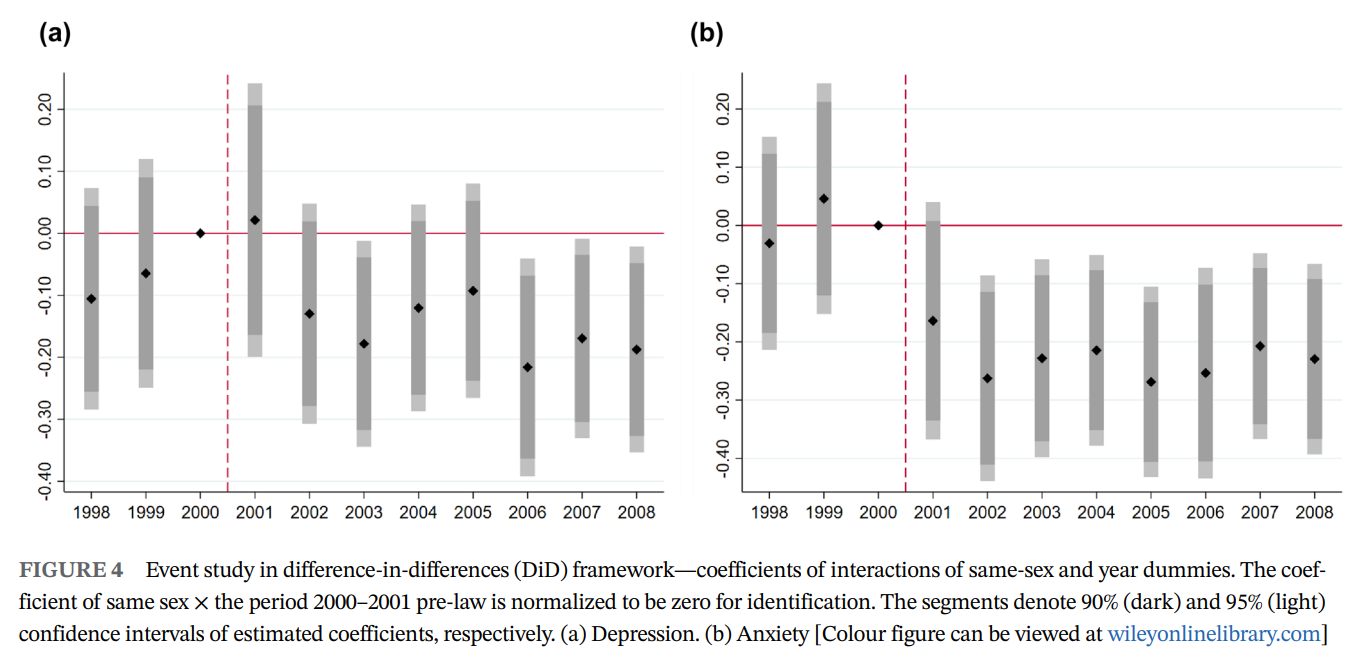 (a)
(b)
0.20
0.10
0.00
-0.10
-0.20
-0.30
-0.40
1998 1999 2000 2001 2002 2003 2004 2005 2006 2007 2008
0.20
0.10
0.00
-0.10
-0.20
-0.30
-0.40
1998 1999 2000 2001 2002 2003 2004 2005 2006 2007 2008
FIGURE 4 Event study in difference-in-differences (DiD) framework—coefficients of interactions of same-sex and year dummies. The coef-
ficient of same sex × the period 2000–2001 pre-law is normalized to be zero for identification. The segments denote 90% (dark) and 95% (light)
confidence intervals of estimated coefficients, respectively. (a) Depression. (b) Anxiety [Colour figure can be viewed at wileyonlinelibrary.com]